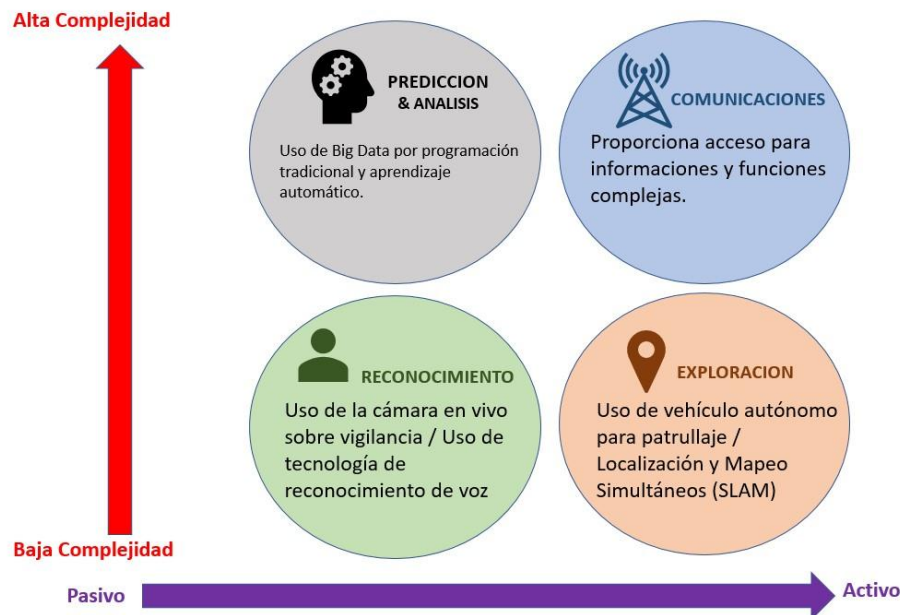 Alta Complejidad
PREDICCION
& ANALISIS
Uso de Big Data por programación
tradicional y aprendizaje
automático.
COMUNICACIONES
Proporciona acceso para
informaciones y funciones
complejas.
RECONOCIMIENTO
Uso de la cámara en vivo
sobre vigilancia / Uso de
tecnología de
reconocimiento de voz
EXPLORACION
Uso de vehículo autónomo
para patrullaje /
Localización y Mapeo
Simultáneos (SLAM)
Baja Complejidad
Pasivo
Activo